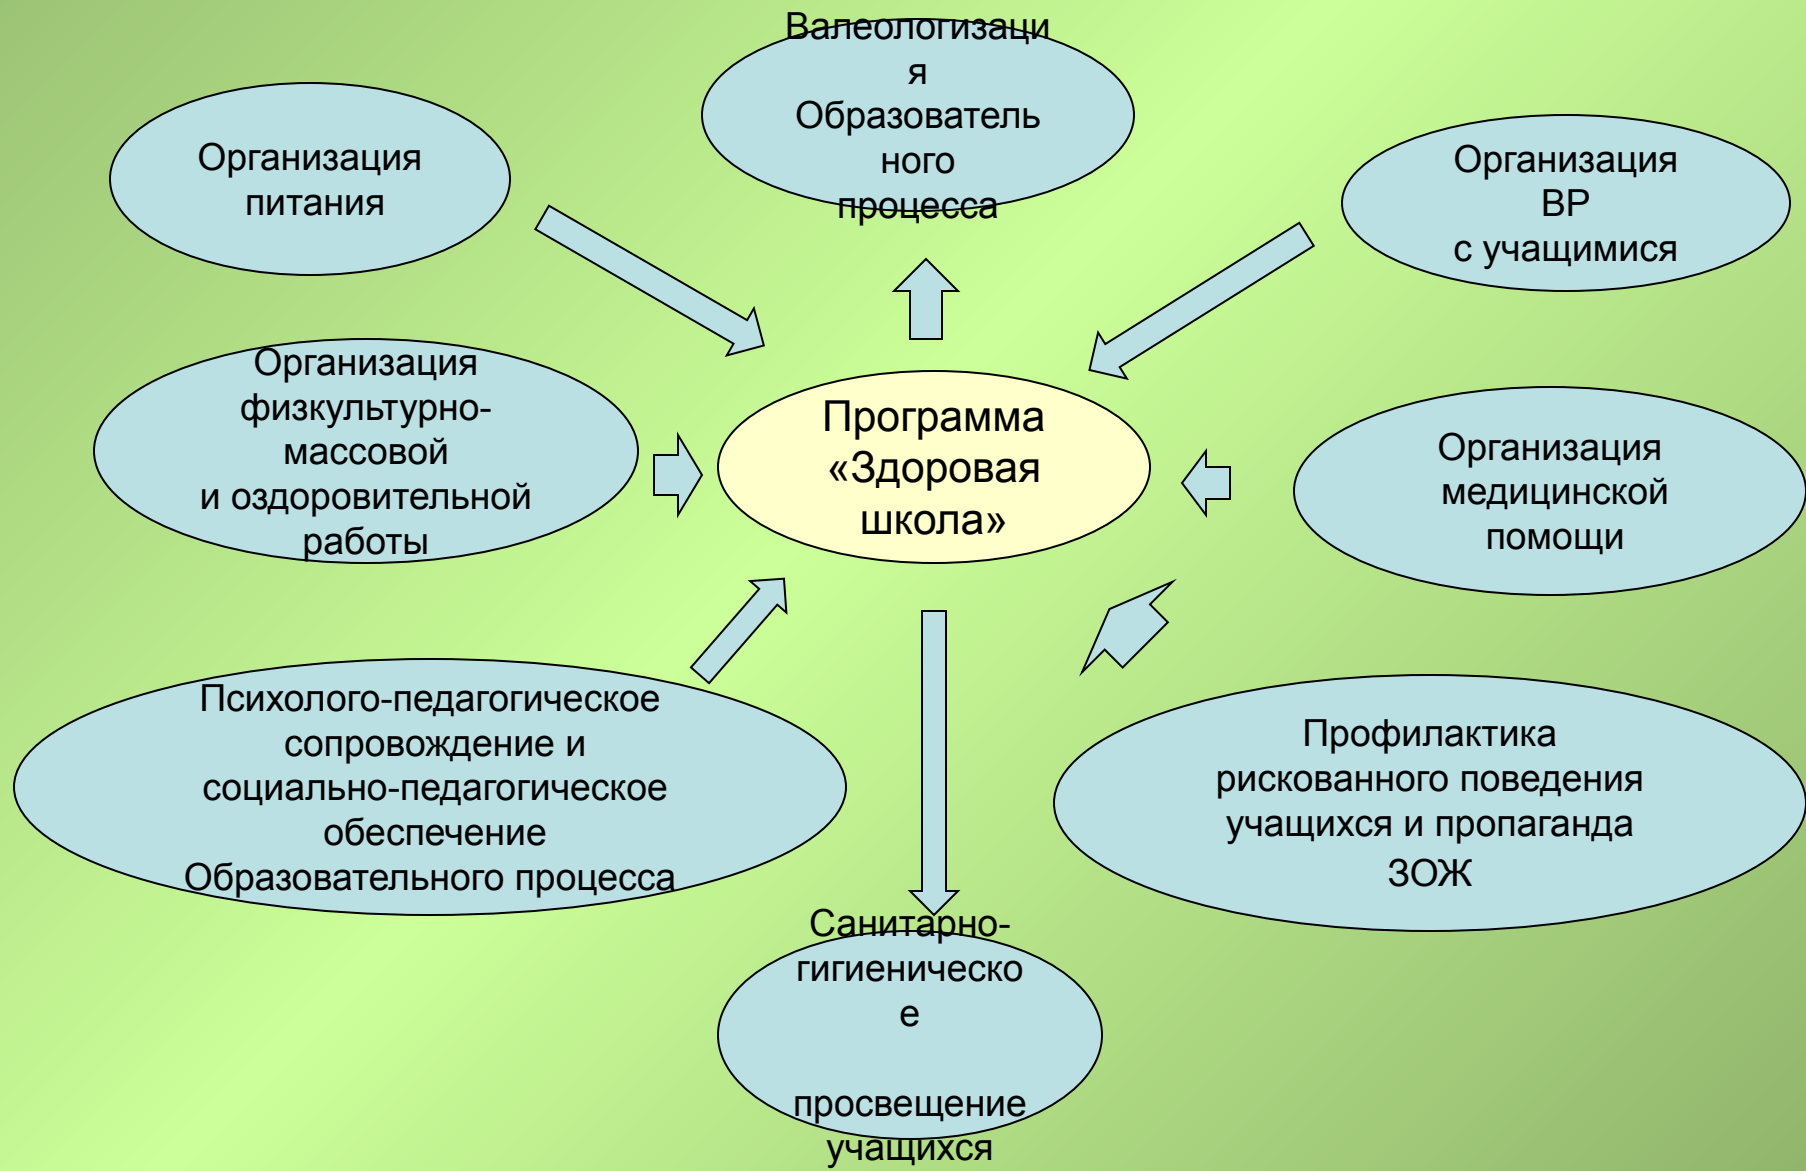 Валеологизаци
я
Образователь
ного
процесса
Организация
питания
Организация
ВР
с учащимися
Организация
физкультурно-
массовой
и оздоровительной
работы
Программа
«Здоровая
школа»
Организация
медицинской
помощи
Психолого-педагогическое
сопровождение и
социально-педагогическое
обеспечение
Образовательного процесса
Профилактика
рискованного поведения
учащихся и пропаганда
ЗОЖ
Санитарно-
гигиеническо
е
просвещение
учащихся